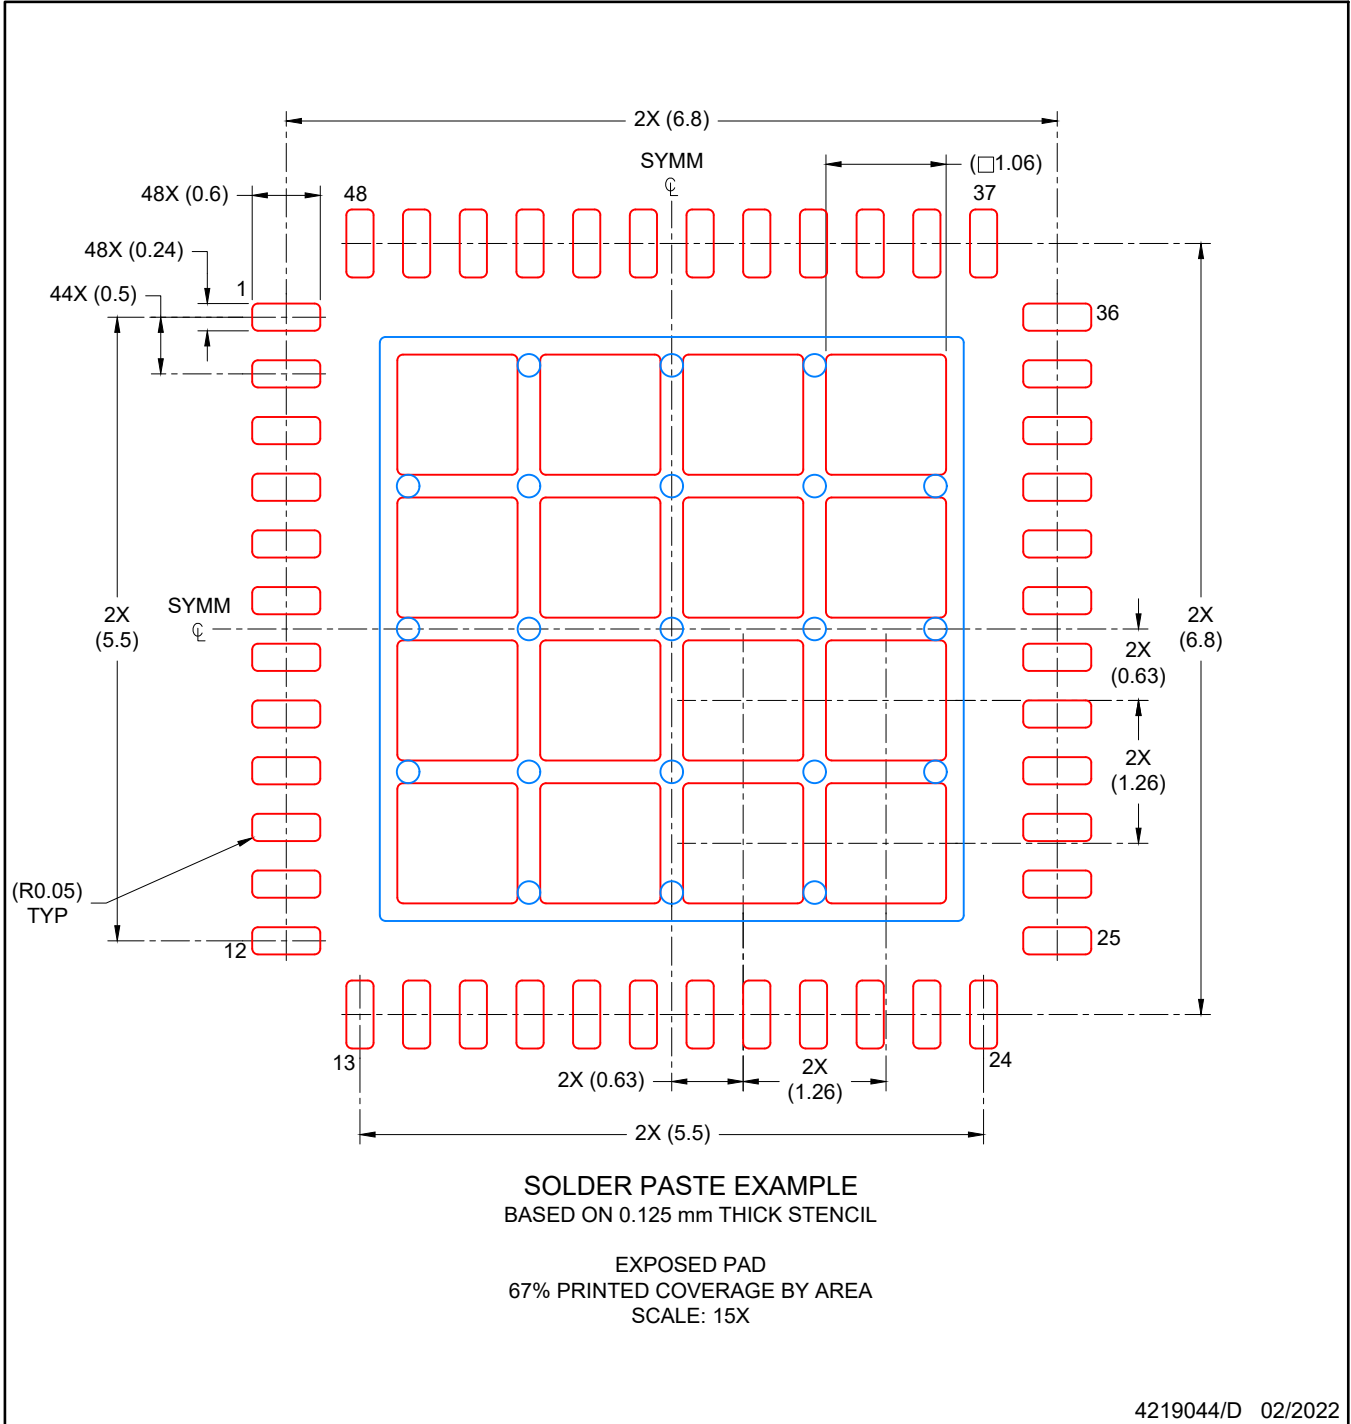 2X (6.8)
SYMM
℄
(□1.06)
48X (0.6)
48
37
48X (0.24)
44X (0.5)
1
36
SYMM
℄
2X
(5.5)
2X
(0.63)
2X
(6.8)
2X
(1.26)
(R0.05)
TYP
12
25
13
24
2X (0.63)
2X
(1.26)
2X (5.5)
SOLDER PASTE EXAMPLE
BASED ON 0.125 mm THICK STENCIL
EXPOSED PAD
67% PRINTED COVERAGE BY AREA
SCALE: 15X
4219044/D 02/2022